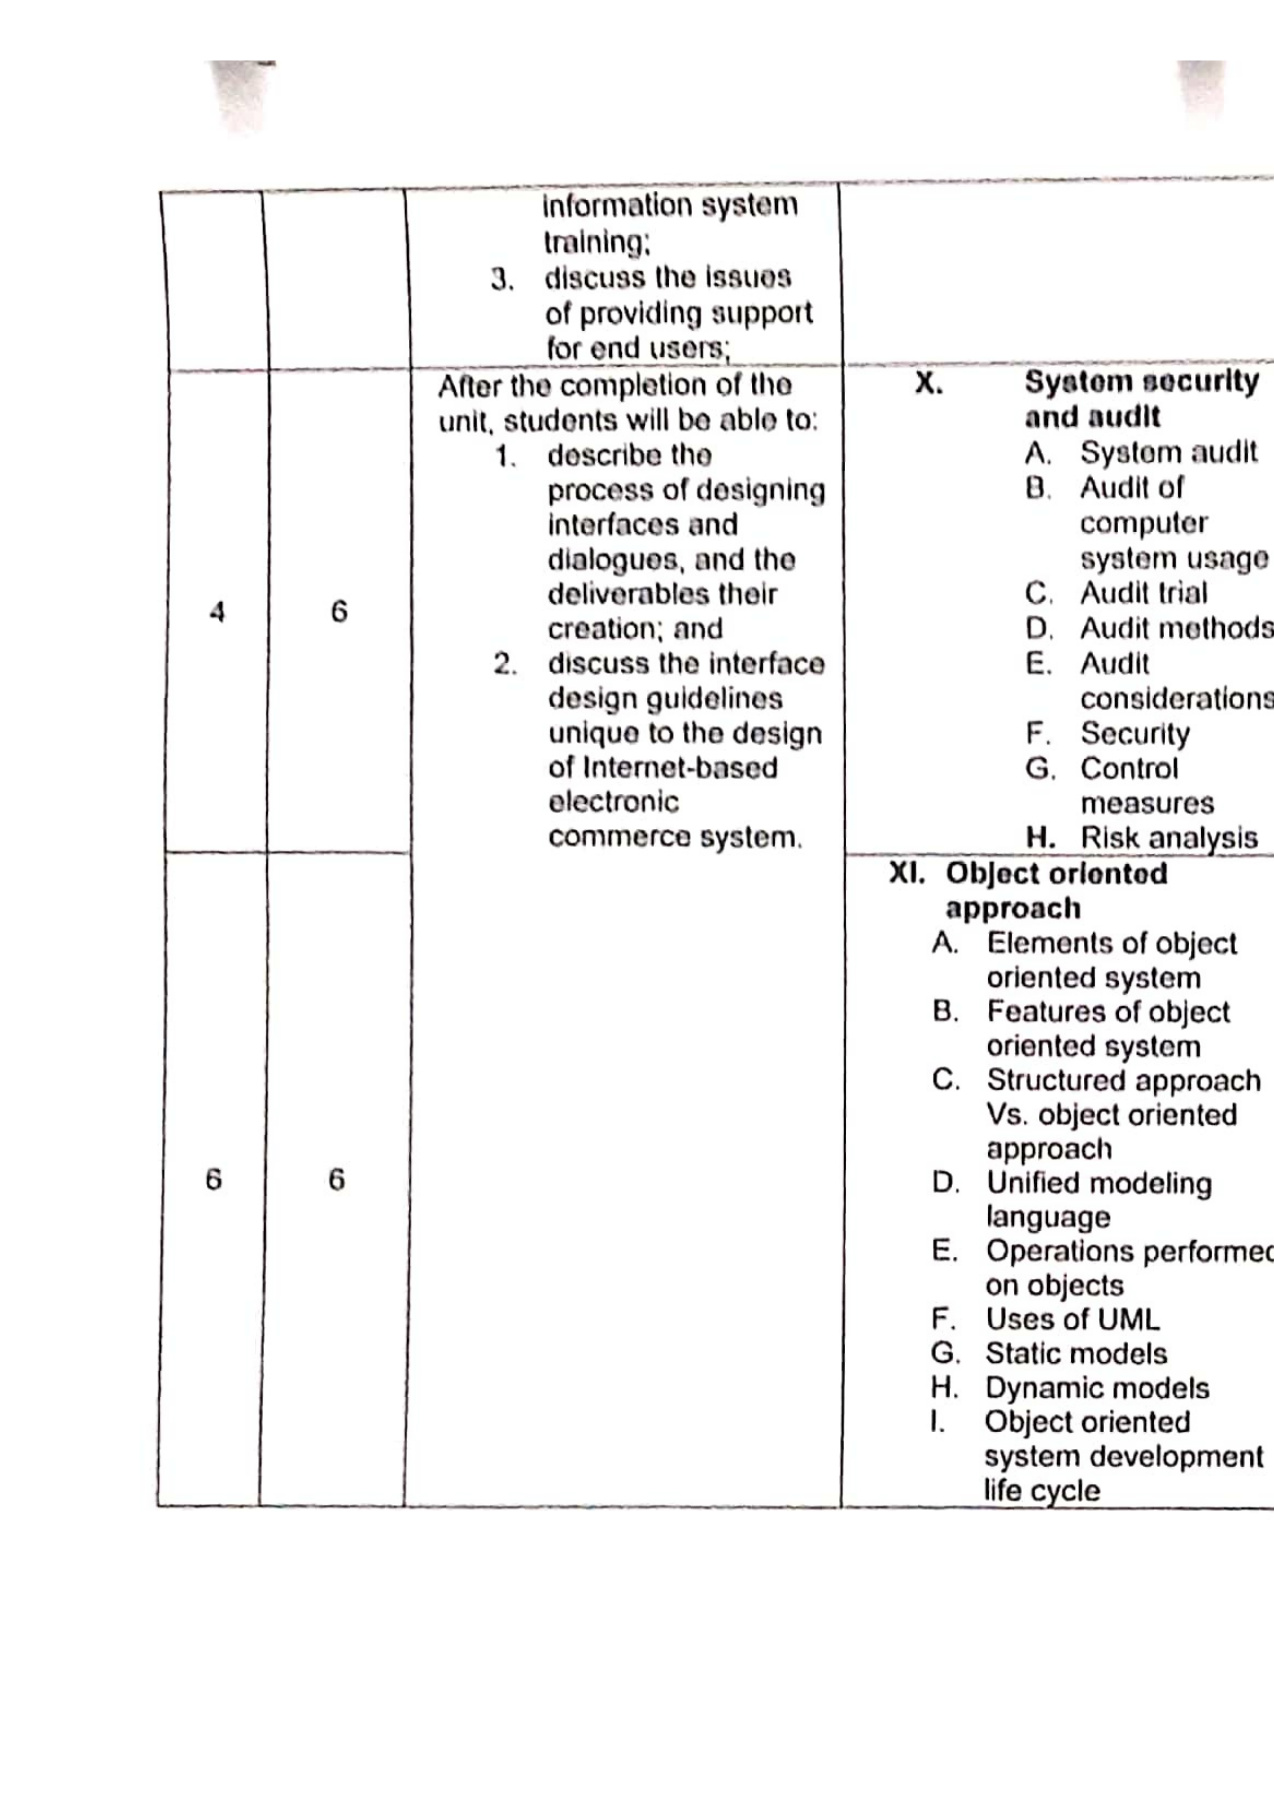 information system
training;
3. discuss the issues
of providing support
for end users;
4
6
After the completion of the
unit, students will be able to:
1. describe the
process of designing
interfaces and
dialogues, and the
deliverables their
creation; and
2. discuss the interface
design guidelines
unique to the design
of Internet-based
electronic
commerce system.
X. System security
and audit
A. System audit
B. Audit of
computer
system usage
C. Audit trial
D. Audit methods
E. Audit
considerations
F. Security
G. Control
measures
H. Risk analysis
6
6
XI. Object oriented
approach
A. Elements of object
oriented system
B. Features of object
oriented system
C. Structured approach
Vs. object oriented
approach
D. Unified modeling
language
E. Operations performed
on objects
F. Uses of UML
G. Static models
H. Dynamic models
I. Object oriented
system development
life cycle